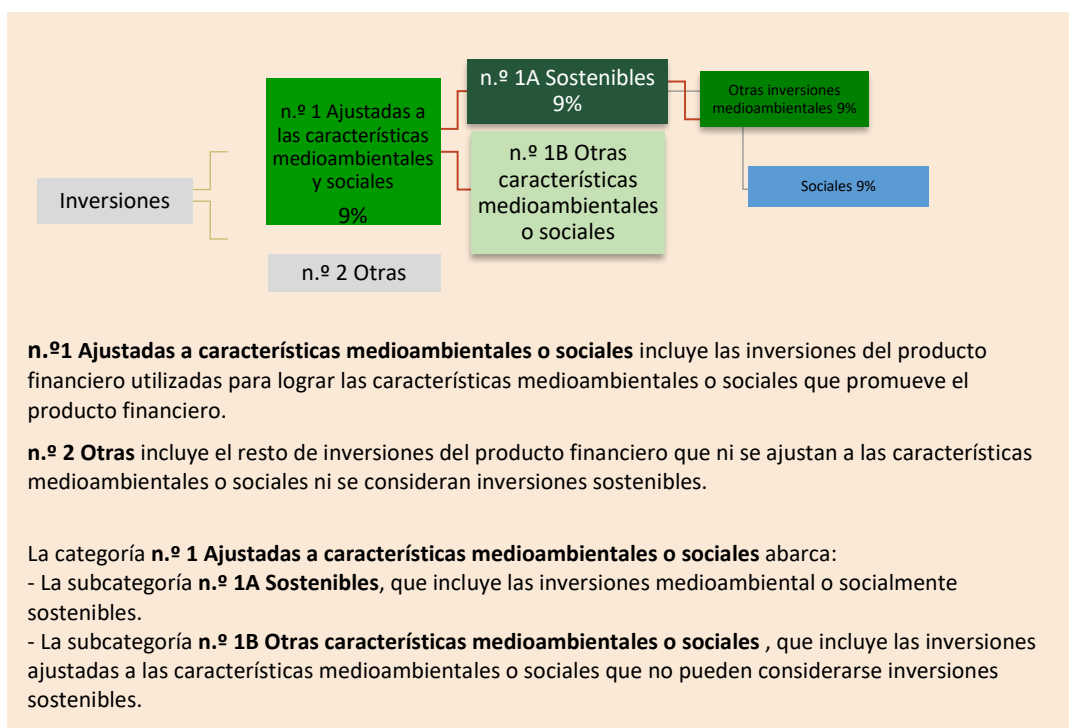 Inversiones
n.º 1 Ajustadas a
las características
medioambientales
y sociales
9%
n.º 2 Otras
n.º 1A Sostenibles
9%
n.º 1B Otras
características
medioambientales
o sociales
Otras inversiones
medioambientales 9%
Sociales 9%
n.º1 Ajustadas a características medioambientales o sociales incluye las inversiones del producto
financiero utilizadas para lograr las características medioambientales o sociales que promueve el
producto financiero.
n.º 2 Otras incluye el resto de inversiones del producto financiero que ni se ajustan a las características
medioambientales o sociales ni se consideran inversiones sostenibles.
La categoría n.º 1 Ajustadas a características medioambientales o sociales abarca:
- La subcategoría n.º 1A Sostenibles, que incluye las inversiones medioambiental o socialmente
sostenibles.
- La subcategoría n.º 1B Otras características medioambientales o sociales , que incluye las inversiones
ajustadas a las características medioambientales o sociales que no pueden considerarse inversiones
sostenibles.